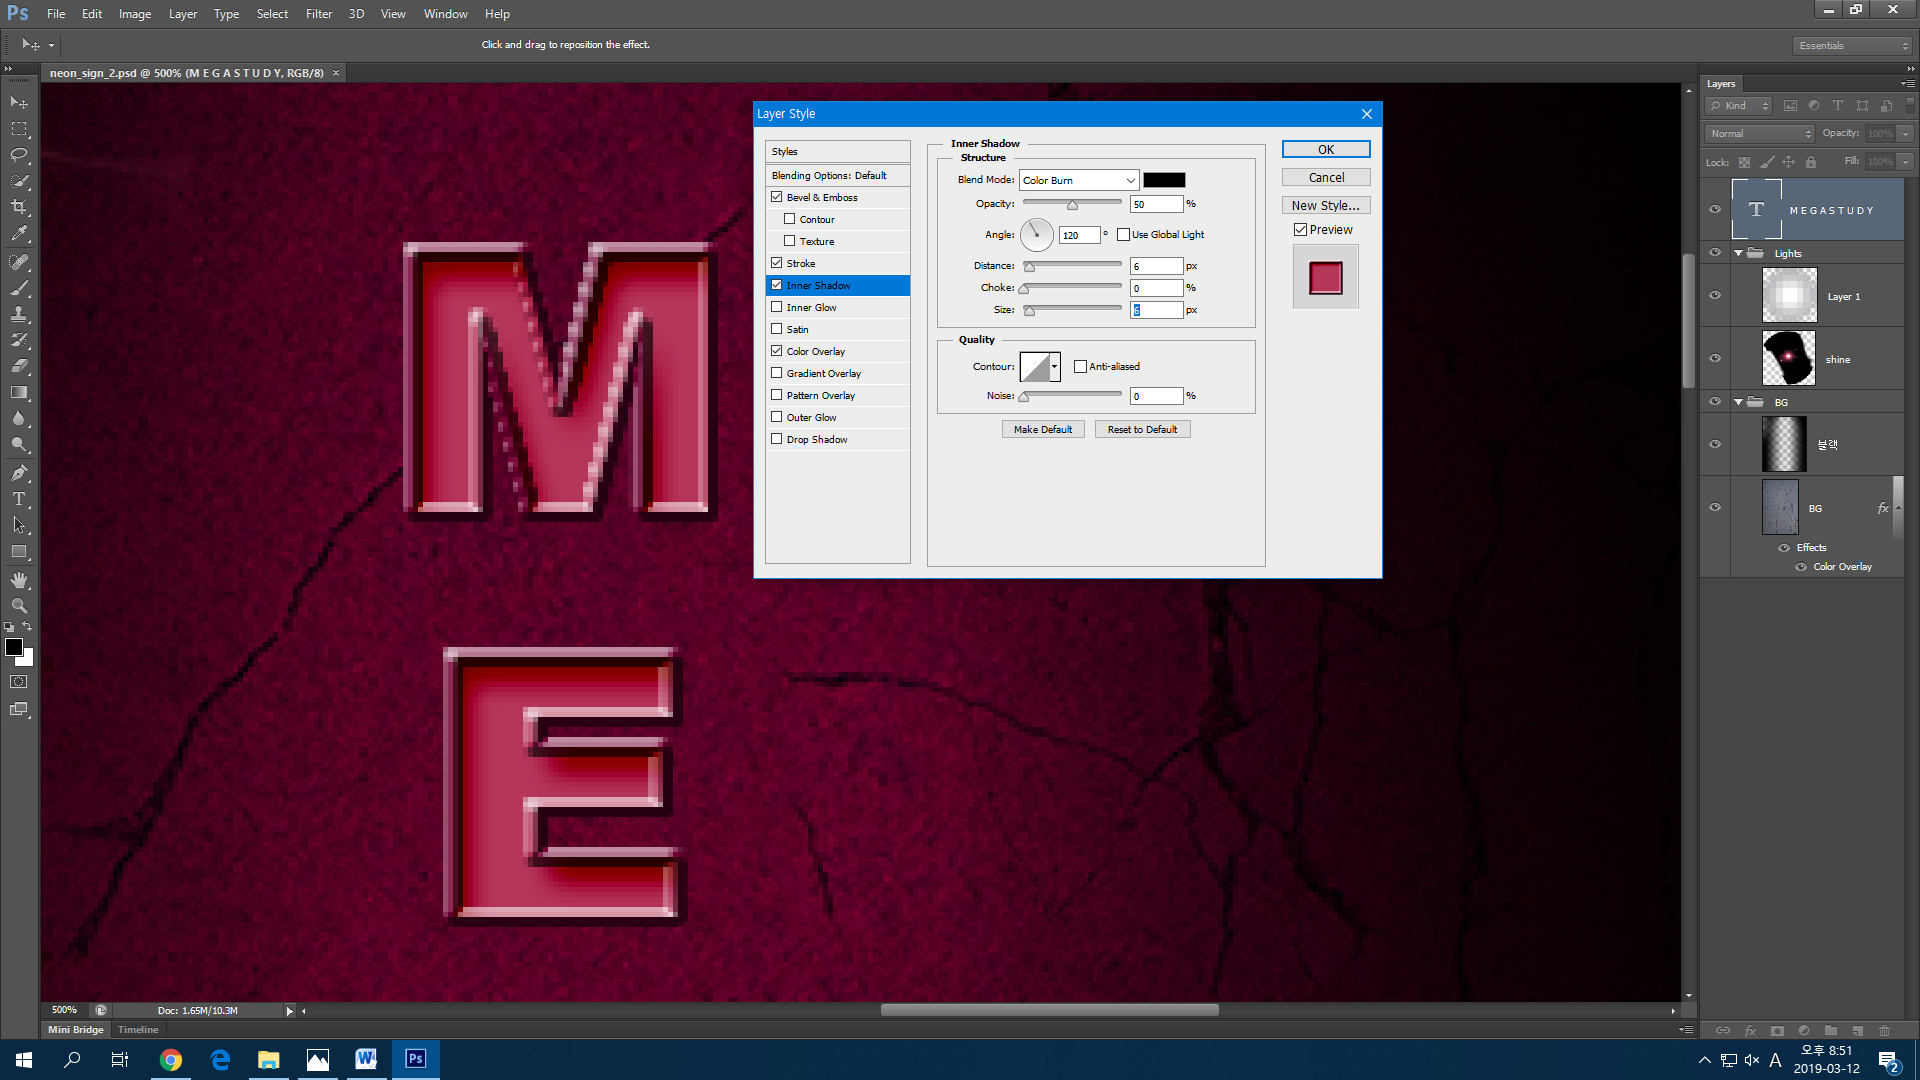 Ps File Edit Image Layer Type Select Filter 3D View Window Help
Click and drag to reposition the effect.
Essentials
neon_sign_2.psd @ 500% (M E G A S T U D Y, RGB/8) ×
Layer Style
Styles
Blending Options: Default
Bevel & Emboss
Contour
Texture
Stroke
Inner Shadow
Inner Glow
Satin
Color Overlay
Gradient Overlay
Pattern Overlay
Outer Glow
Drop Shadow
Inner Shadow
Structure
Blend Mode: Color Burn
Opacity: 50 %
Angle: 120 ° Use Global Light
Distance: 6 px
Choke: 0 %
Size: 6 px
Quality
Contour: Anti-aliased
Noise: 0 %
Make Default Reset to Default
OK
Cancel
New Style...
Preview
Layers
Kind
Normal Opacity: 100%
Lock: Fill: 100%
T M E G A S T U D Y
Lights
Layer 1
shine
BG
블랙
BG fx
Effects
Color Overlay
M
E
500% Doc: 1.65M/10.3M
Mini Bridge Timeline
Ps
A 오후 8:51
2019-03-12
2